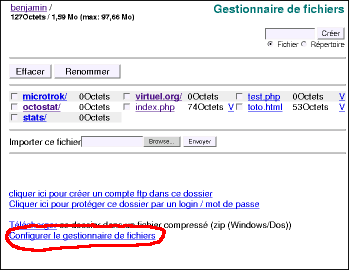 benjamin /
Gestionnaire de fichiers
127Octets / 1,59 Mo (max: 97,66 Mo)
Créer
Fichier Répertoire
Effacer Renommer
microtrok/ 0Octets virtuel.org/ 0Octets test.php 0Octets V
octostat/ 0Octets index.php 74Octets V toto.html 53Octets V
stats/ 0Octets
Importer ce fichier Browse... Envoyer
cliquer ici pour créer un compte ftp dans ce dossier
Cliquer ici pour protéger ce dossier par un login / mot de passe
Télécharger ce dossier dans un fichier compressé (zip (Windows/Dos))
Configurer le gestionnaire de fichiers